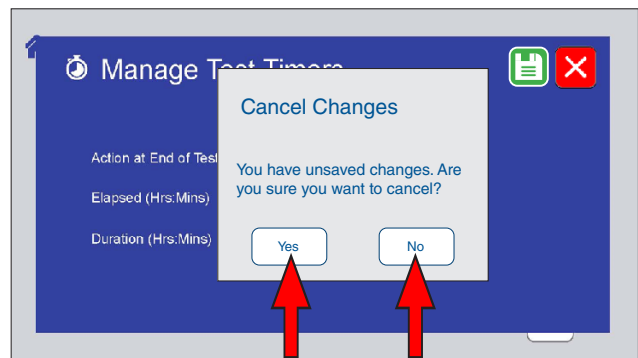 Manage Test Timers
Cancel Changes
Action at End of Test
You have unsaved changes. Are
you sure you want to cancel?
Elapsed (Hrs:Mins)
Duration (Hrs:Mins)
Yes
No